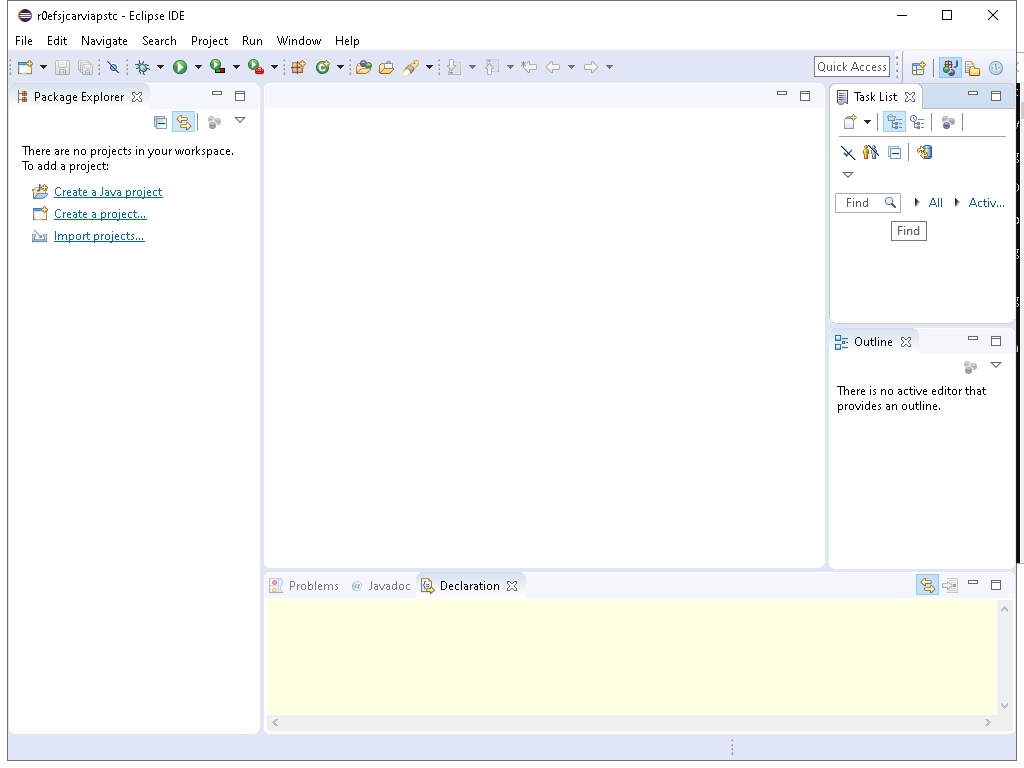 r0efsjcarviapstc - Eclipse IDE
File Edit Navigate Search Project Run Window Help
Quick Access
Package Explorer
There are no projects in your workspace.
To add a project:
Create a Java project
Create a project...
Import projects...
Task List
Find All Activ...
Find
Outline
There is no active editor that
provides an outline.
Problems @ Javadoc Declaration